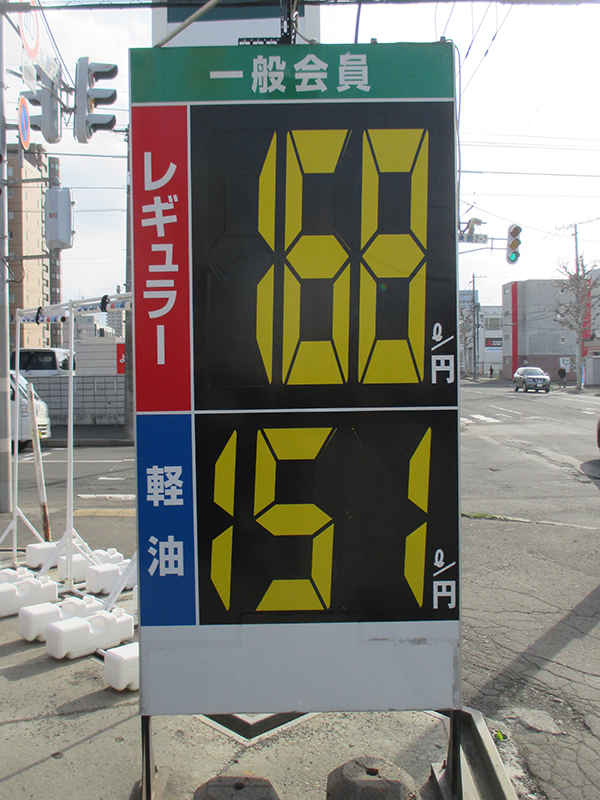 一般会員
レギュラー
168
ℓ/円
軽油
151
ℓ/円